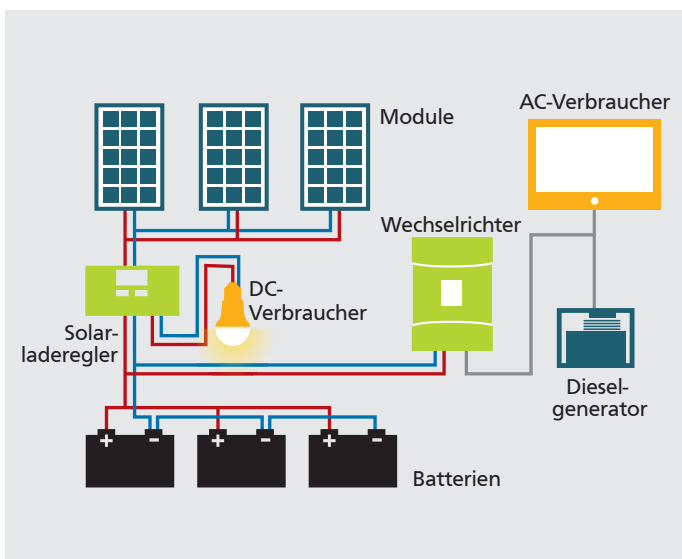 AC-Verbraucher
Module
Wechselrichter
DC-
Verbraucher
Solar-
laderegler
Diesel-
generator
+ - + - + -
Batterien